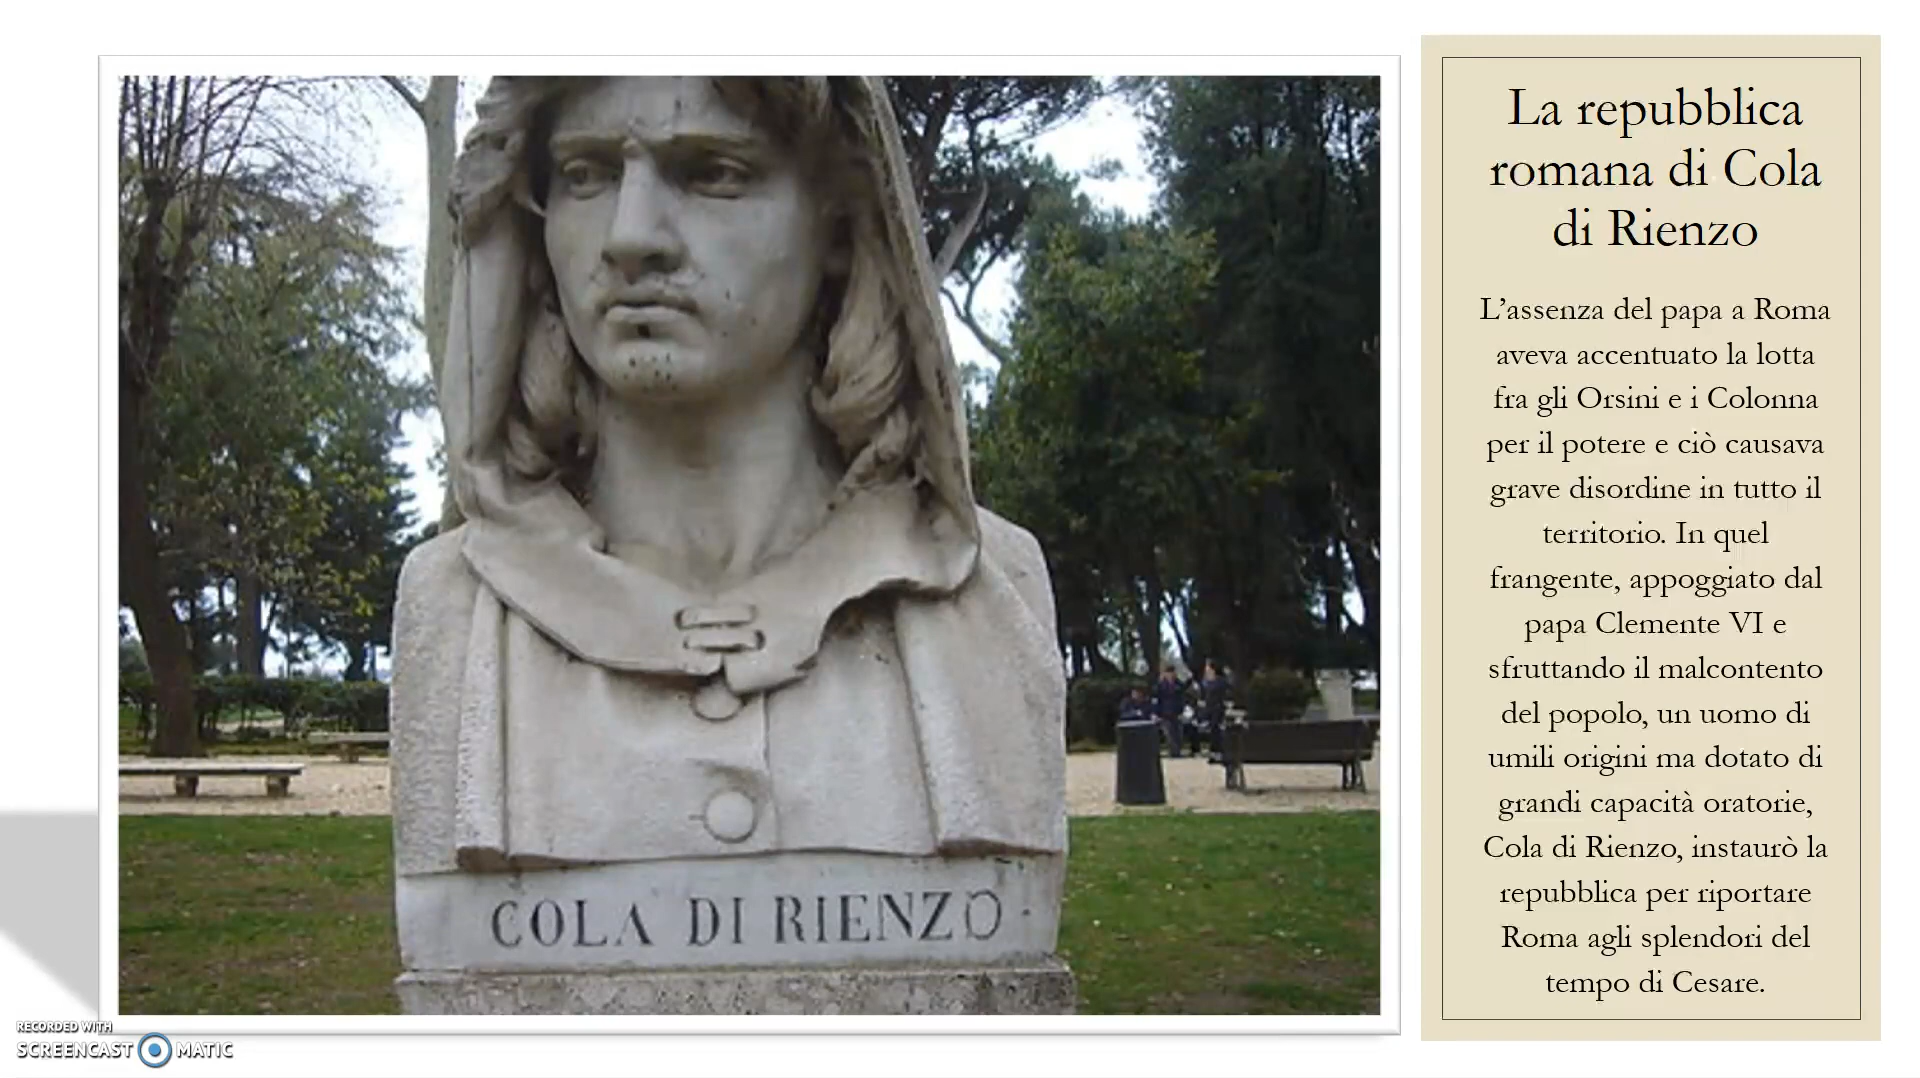 La repubblica
romana di Cola
di Rienzo
L’assenza del papa a Roma
aveva accentuato la lotta
fra gli Orsini e i Colonna
per il potere e ciò causava
grave disordine in tutto il
territorio. In quel
frangente, appoggiato dal
papa Clemente VI e
sfruttando il malcontento
del popolo, un uomo di
umili origini ma dotato di
grandi capacità oratorie,
Cola di Rienzo, instaurò la
repubblica per riportare
Roma agli splendori del
tempo di Cesare.
COLA DI RIENZO
RECORDED WITH
SCREENCAST MATIC